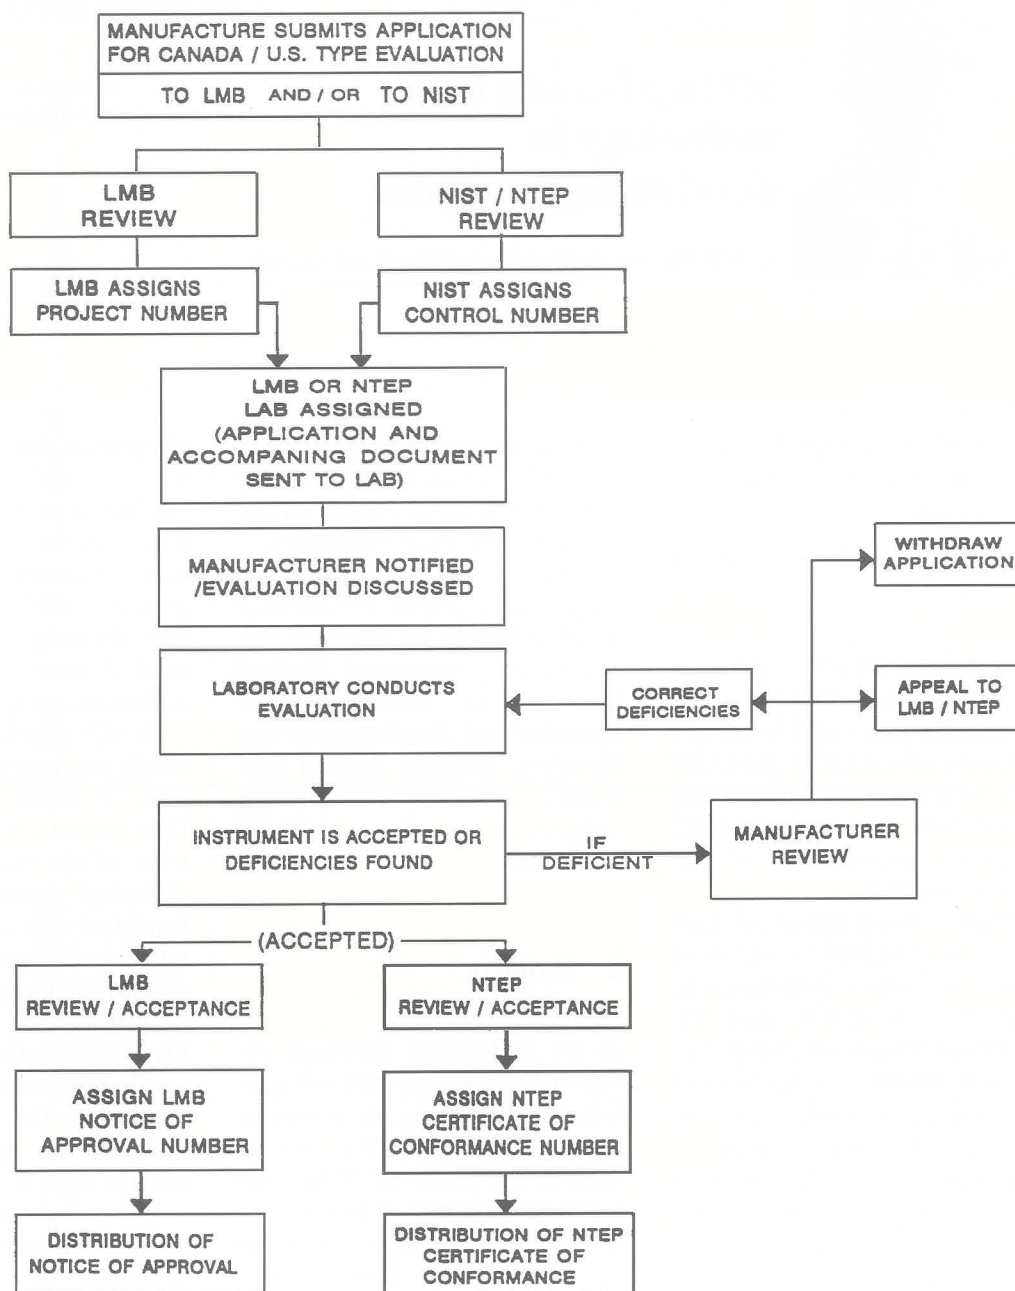 MANUFACTURE SUBMITS APPLICATION
FOR CANADA / U.S. TYPE EVALUATION
TO LMB AND / OR TO NIST
LMB
REVIEW
NIST / NTEP
REVIEW
LMB ASSIGNS
PROJECT NUMBER
NIST ASSIGNS
CONTROL NUMBER
LMB OR NTEP
LAB ASSIGNED
(APPLICATION AND
ACCOMPANING DOCUMENT
SENT TO LAB)
MANUFACTURER NOTIFIED
/EVALUATION DISCUSSED
WITHDRAW
APPLICATION
LABORATORY CONDUCTS
EVALUATION
CORRECT
DEFICIENCIES
APPEAL TO
LMB / NTEP
INSTRUMENT IS ACCEPTED OR
DEFICIENCIES FOUND
IF
DEFICIENT
MANUFACTURER
REVIEW
(ACCEPTED)
LMB
REVIEW / ACCEPTANCE
NTEP
REVIEW / ACCEPTANCE
ASSIGN LMB
NOTICE OF
APPROVAL NUMBER
ASSIGN NTEP
CERTIFICATE OF
CONFORMANCE NUMBER
DISTRIBUTION OF
NOTICE OF APPROVAL
DISTRIBUTION OF NTEP
CERTIFICATE OF
CONFORMANCE